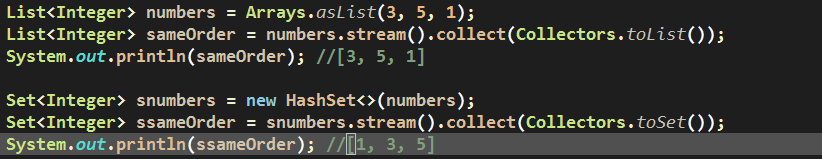 List<Integer> numbers = Arrays.asList(3, 5, 1);
List<Integer> sameOrder = numbers.stream().collect(Collectors.toList());
System.out.println(sameOrder); //[3, 5, 1]
Set<Integer> snumbers = new HashSet<>(numbers);
Set<Integer> ssameOrder = snumbers.stream().collect(Collectors.toSet());
System.out.println(ssameOrder); //[1, 3, 5]